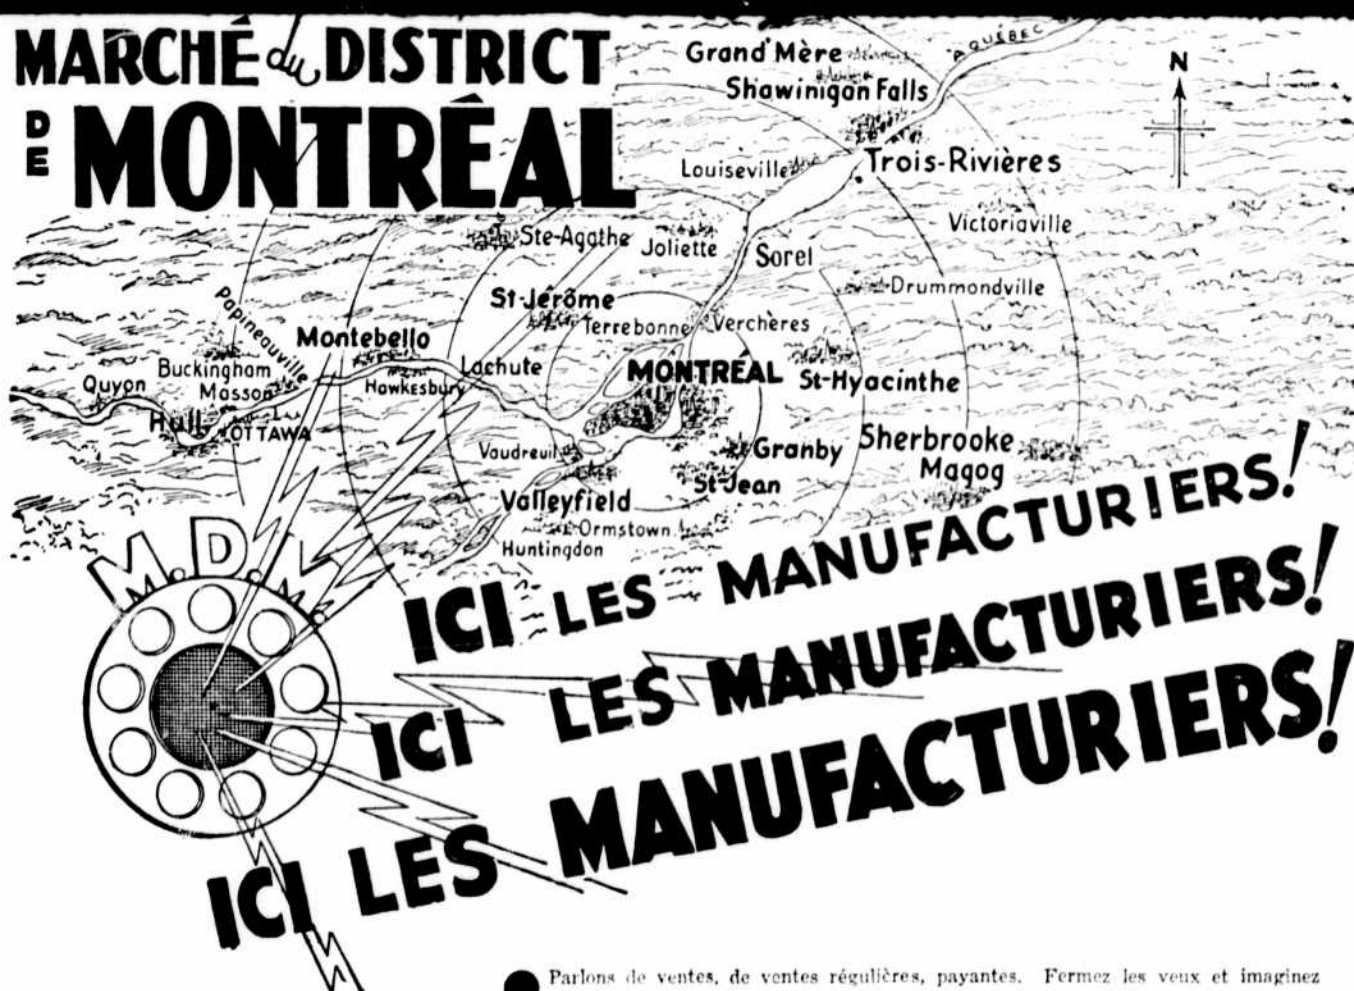 MARCHÉ du DISTRICT
DE MONTRÉAL
A QUÉBEC
N
Grand'Mère
Shawinigan Falls
Louiseville
Trois-Rivières
Victoriaville
Ste-Agathe
Joliette
Sorel
Drummondville
St-Jérôme
Terrebonne
Verchères
Papineauville
Montebello
Buckingham
Masson
Quyon
Hawkesbury
Lachute
MONTRÉAL
St-Hyacinthe
Hull
OTTAWA
Vaudreuil
Granby
Sherbrooke
Magog
St-Jean
Valleyfield
Ormstown
Huntingdon
M.D.M.
ICI LES MANUFACTURIERS!
ICI LES MANUFACTURIERS!
ICI LES MANUFACTURIERS!
Parlons de ventes, de ventes régulières, payantes. Fermez les yeux et imaginez